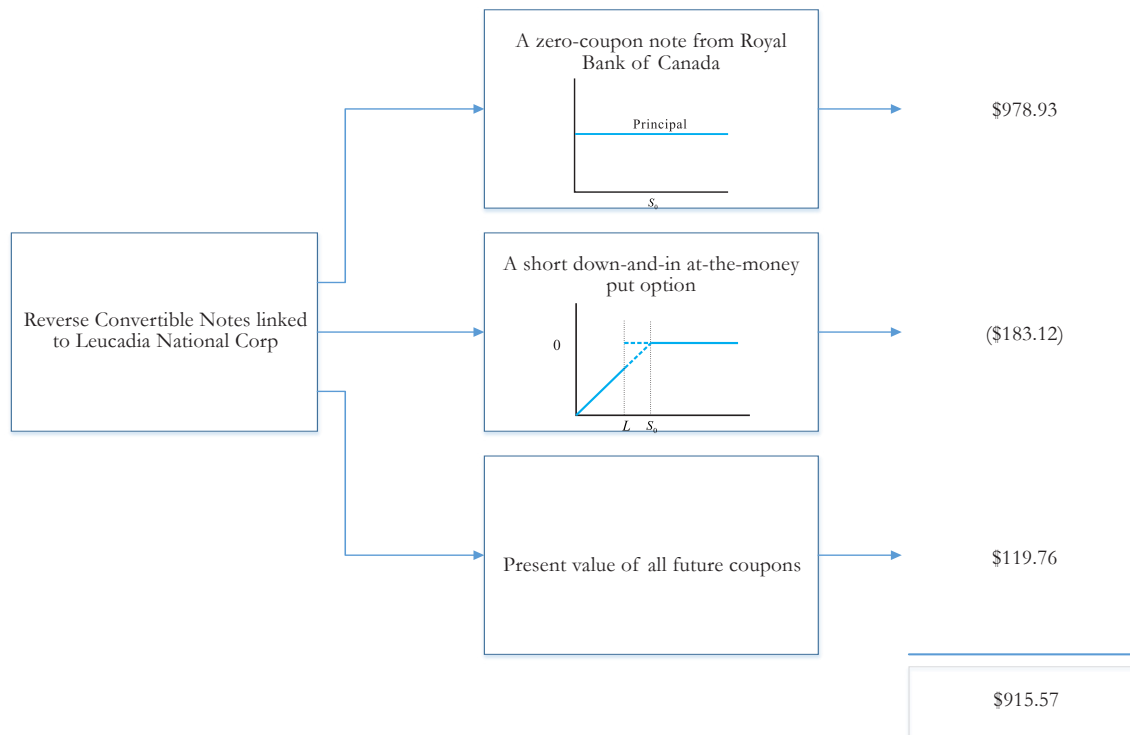 A zero-coupon note from Royal
Bank of Canada
Principal
S₀
$978.93
Reverse Convertible Notes linked
to Leucadia National Corp
A short down-and-in at-the-money
put option
0
L
S₀
($183.12)
Present value of all future coupons
$119.76
$915.57